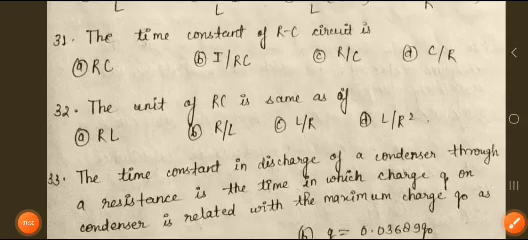 L L L R
31. The time constant of R-C circuit is
(a) RC (b) I/RC (c) R/C (d) C/R
32. The unit of RC is same as of
(a) RL (b) R/L (c) L/R (d) L/R².
33. The time constant in discharge of a condenser through
a resistance is the time in which charge q on
condenser is related with the maximum charge q₀ as
(b) q = 0.0368q₀